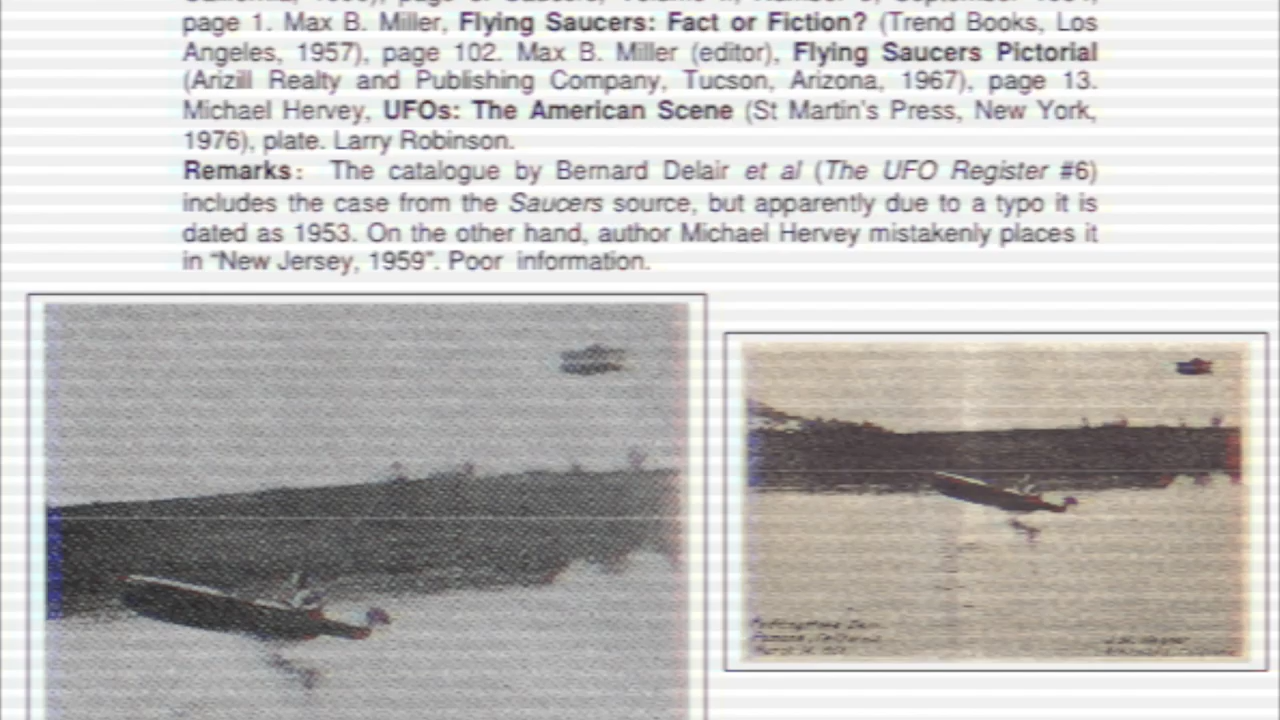 page 1. Max B. Miller, Flying Saucers: Fact or Fiction? (Trend Books, Los
Angeles, 1957), page 102. Max B. Miller (editor), Flying Saucers Pictorial
(Arizill Realty and Publishing Company, Tucson, Arizona, 1967), page 13.
Michael Hervey, UFOs: The American Scene (St Martin's Press, New York,
1976), plate. Larry Robinson.
Remarks: The catalogue by Bernard Delair et al (The UFO Register #6)
includes the case from the Saucers source, but apparently due to a typo it is
dated as 1953. On the other hand, author Michael Hervey mistakenly places it
in “New Jersey, 1959”. Poor information.